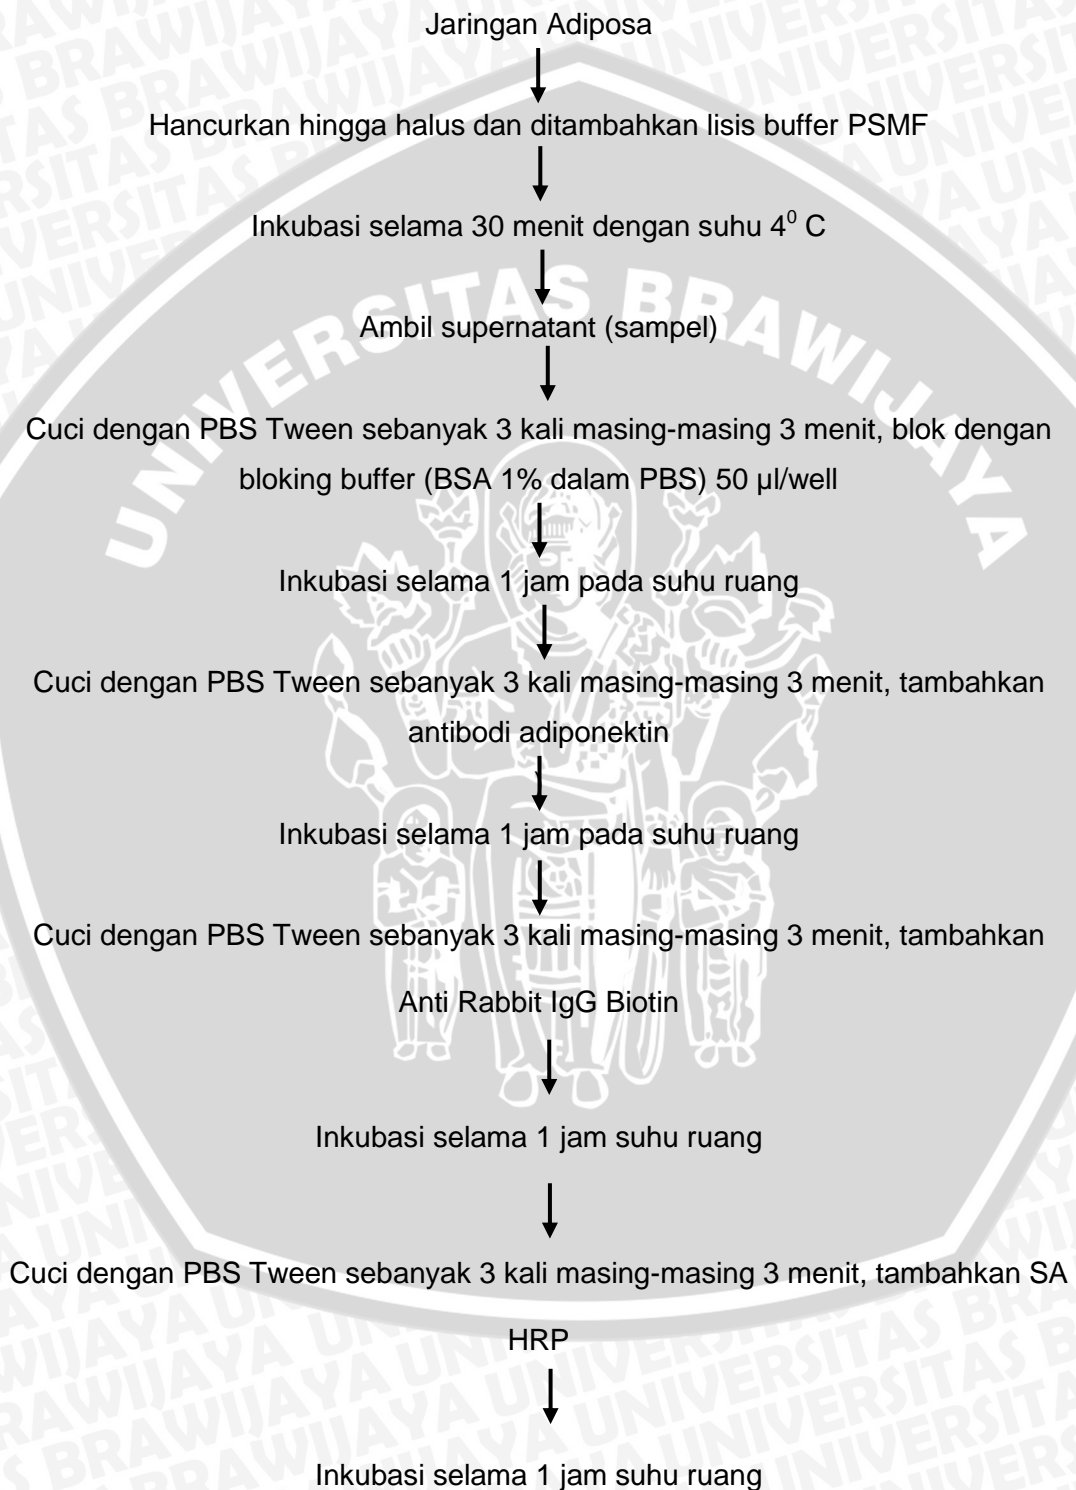 Jaringan Adiposa
Hancurkan hingga halus dan ditambahkan lisis buffer PSMF
Inkubasi selama 30 menit dengan suhu 4⁰ C
UNIVERSITAS BRAWIJAYA
Ambil supernatant (sampel)
Cuci dengan PBS Tween sebanyak 3 kali masing-masing 3 menit, blok dengan
bloking buffer (BSA 1% dalam PBS) 50 µl/well
Inkubasi selama 1 jam pada suhu ruang
Cuci dengan PBS Tween sebanyak 3 kali masing-masing 3 menit, tambahkan
antibodi adiponektin
)
Inkubasi selama 1 jam pada suhu ruang
Cuci dengan PBS Tween sebanyak 3 kali masing-masing 3 menit, tambahkan
Anti Rabbit IgG Biotin
Inkubasi selama 1 jam suhu ruang
Cuci dengan PBS Tween sebanyak 3 kali masing-masing 3 menit, tambahkan SA
HRP
Inkubasi selama 1 jam suhu ruang